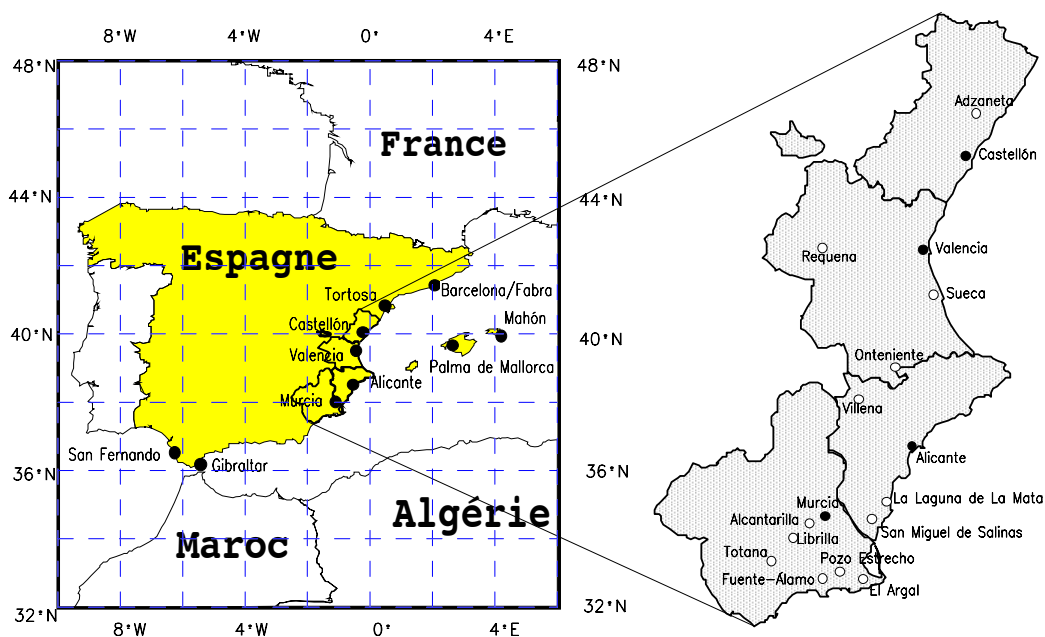 8°W 4°W 0° 4°E
48°N 48°N
44°N 44°N
40°N 40°N
36°N 36°N
32°N 32°N
8°W 4°W 0° 4°E
France
Espagne
Tortosa
Barcelona/Fabra
Mahón
Castellón
Valencia
Palma de Mallorca
Alicante
Murcia
San Fernando
Gibraltar
Algérie
Maroc
Adzaneta
Castellón
Valencia
Requena
Sueca
Onteniente
Villena
Alicante
La Laguna de La Mata
Murcia
Alcantarilla
San Miguel de Salinas
Librilla
Totana
Pozo Estrecho
Fuente-Álamo
El Argal